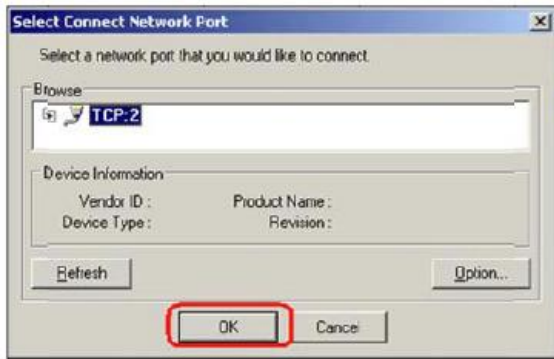 Select Connect Network Port
Select a network port that you would like to connect.
Browse
TCP:2
Device Information
Vendor ID :
Product Name :
Device Type :
Revision :
Refresh
Option...
OK
Cancel